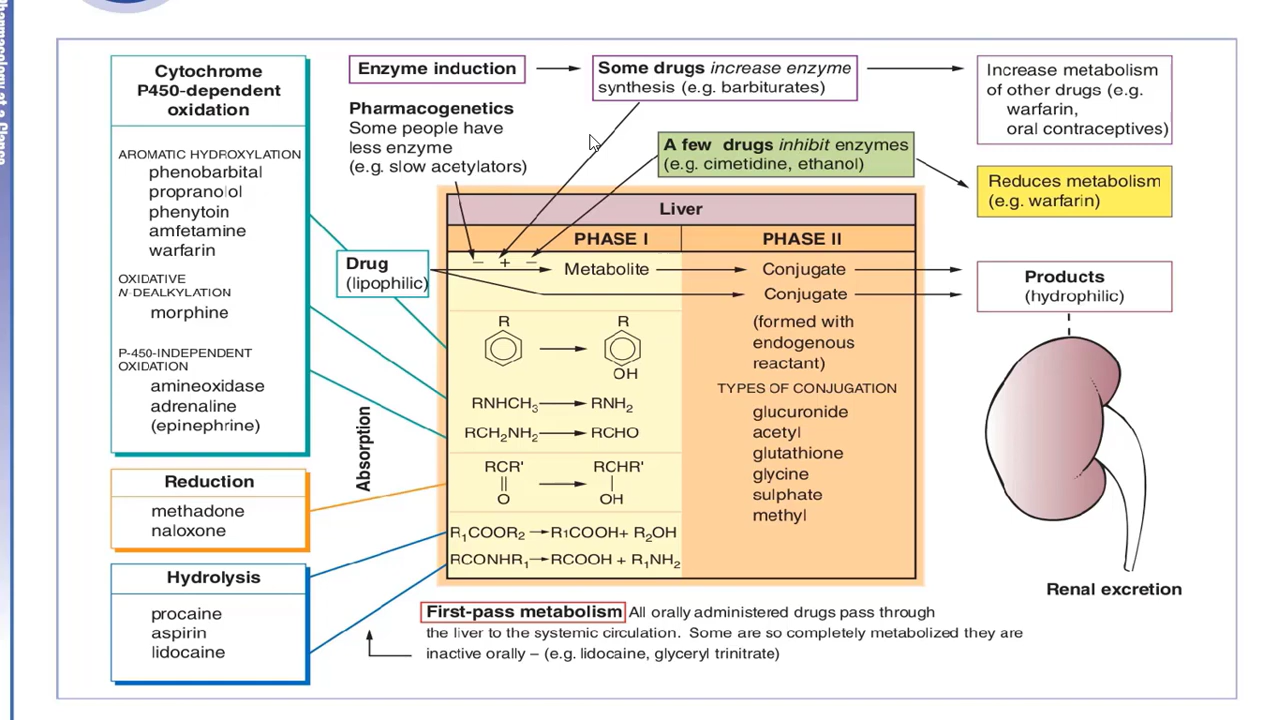 harmacology at a Glance
Cytochrome
P450-dependent
oxidation
AROMATIC HYDROXYLATION
phenobarbital
propranolol
phenytoin
amfetamine
warfarin
OXIDATIVE
N-DEALKYLATION
morphine
P-450-INDEPENDENT
OXIDATION
amineoxidase
adrenaline
(epinephrine)
Reduction
methadone
naloxone
Hydrolysis
procaine
aspirin
lidocaine
Enzyme induction
Pharmacogenetics
Some people have
less enzyme
(e.g. slow acetylators)
Some drugs increase enzyme
synthesis (e.g. barbiturates)
A few drugs inhibit enzymes
(e.g. cimetidine, ethanol)
Increase metabolism
of other drugs (e.g.
warfarin,
oral contraceptives)
Reduces metabolism
(e.g. warfarin)
Drug
(lipophilic)
Absorption
Liver
PHASE I PHASE II
− + −
Metabolite Conjugate
Conjugate
R R
OH
RNHCH₃ → RNH₂
RCH₂NH₂ → RCHO
RCR' RCHR'
O OH
R₁COOR₂ → R1COOH+ R₂OH
RCONHR₁ → RCOOH + R₁NH₂
(formed with
endogenous
reactant)
TYPES OF CONJUGATION
glucuronide
acetyl
glutathione
glycine
sulphate
methyl
Products
(hydrophilic)
Renal excretion
First-pass metabolism All orally administered drugs pass through
the liver to the systemic circulation. Some are so completely metabolized they are
inactive orally – (e.g. lidocaine, glyceryl trinitrate)